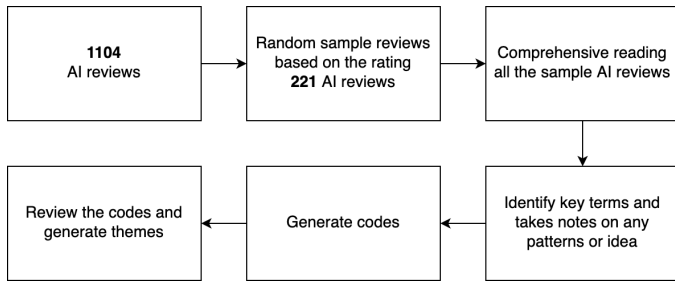 1104
AI reviews
Random sample reviews
based on the rating
221 AI reviews
Comprehensive reading
all the sample AI reviews
Identify key terms and
takes notes on any
patterns or idea
Generate codes
Review the codes and
generate themes